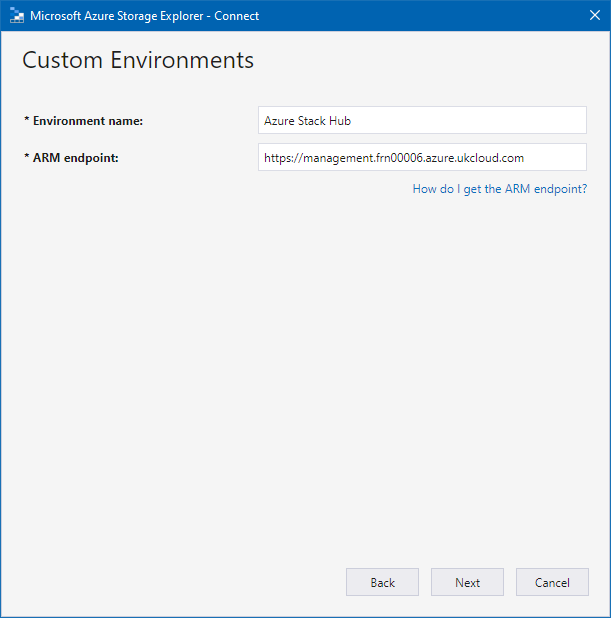 Microsoft Azure Storage Explorer - Connect
Custom Environments
* Environment name:
Azure Stack Hub
* ARM endpoint:
https://management.frn00006.azure.ukcloud.com
How do I get the ARM endpoint?
Back
Next
Cancel